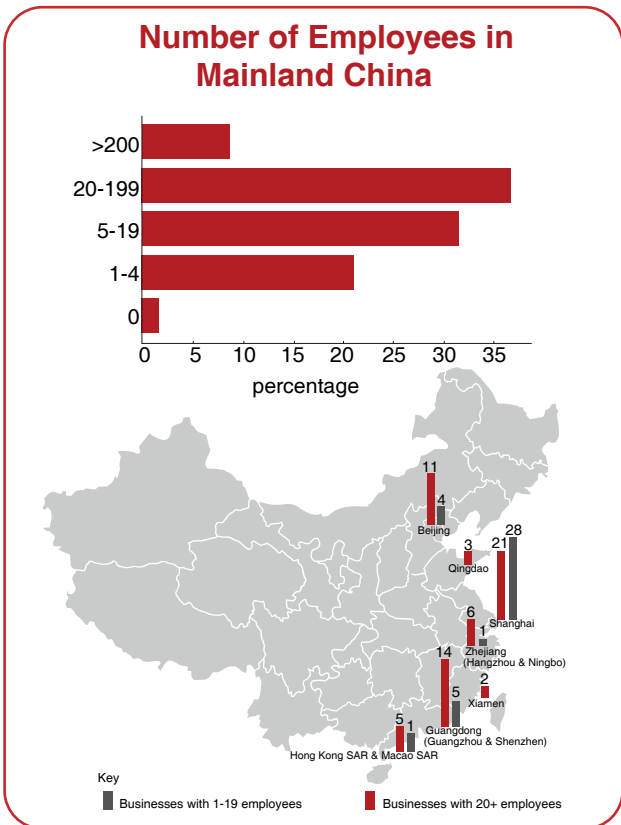 Number of Employees in
Mainland China
>200
20-199
5-19
1-4
0
0 5 10 15 20 25 30 35
percentage
11
4
Beijing
3
Qingdao
21 28
Shanghai
6
1
Zhejiang
(Hangzhou & Ningbo)
14
5
2
Xiamen
Guangdong
(Guangzhou & Shenzhen)
5
1
Hong Kong SAR & Macao SAR
Key
Businesses with 1-19 employees
Businesses with 20+ employees